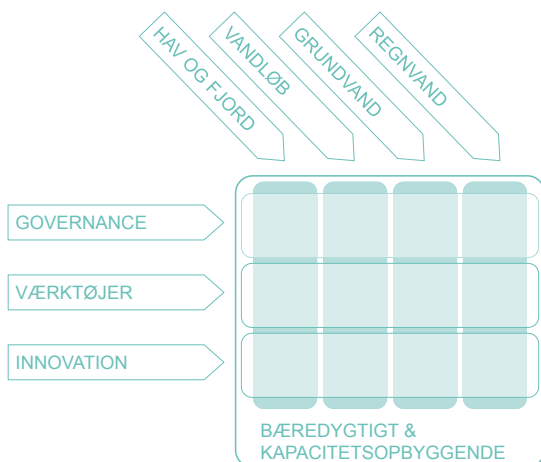 HAV OG FJORD
VANDLØB
GRUNDVAND
REGNVAND
GOVERNANCE
VÆRKTØJER
INNOVATION
BÆREDYGTIGT &
KAPACITETSOPBYGGENDE